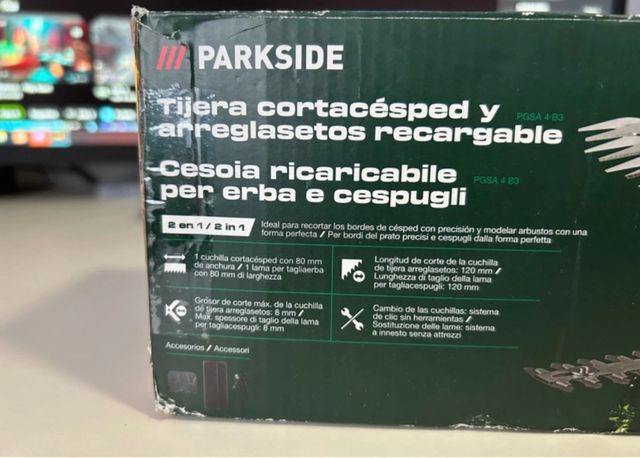 /// PARKSIDE
Tijera cortacésped y PGSA 4 B3
arreglasetos recargable
Cesoia ricaricabile PGSA 4 B3
per erba e cespugli
2 en 1 / 2 in 1
Ideal para recortar los bordes de césped con precisión y modelar arbustos con una
forma perfecta / Per bordi del prato precisi e cespugli dalla forma perfetta
1 cuchilla cortacésped con 80 mm
de anchura / 1 lama per tagliaerba
con 80 mm di larghezza
Longitud de corte de la cuchilla
de tijera arreglasetos: 120 mm /
Lunghezza di taglio della lama
per tagliacespugli: 120 mm
Grosor de corte máx. de la cuchilla
de tijera arreglasetos: 8 mm /
Max. spessore di taglio della lama
per tagliacespugli: 8 mm
Cambio de las cuchillas: sistema
de clic sin herramientas /
Sostituzione delle lame: sistema
a innesto senza attrezzi
Accesorios / Accessori